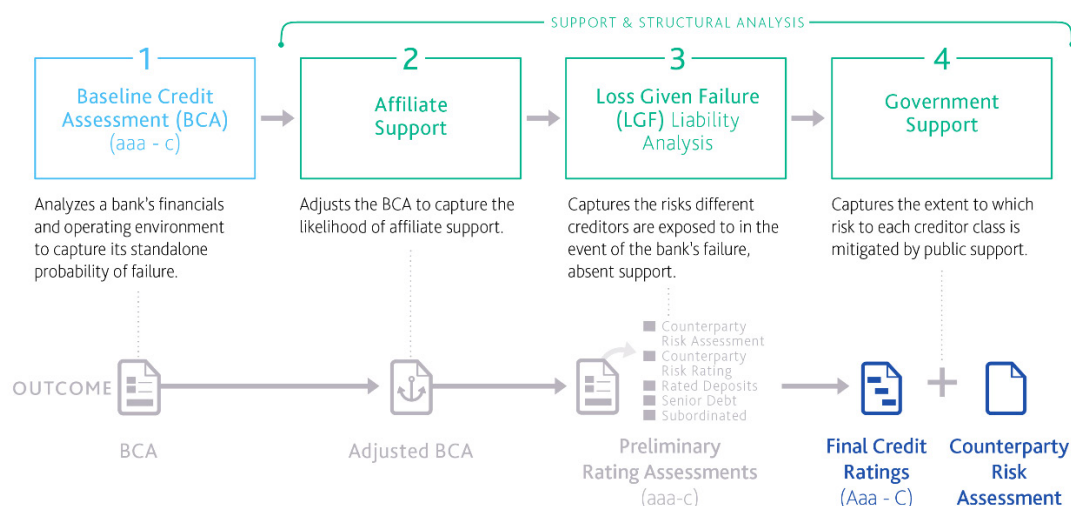 SUPPORT & STRUCTURAL ANALYSIS
1
Baseline Credit
Assessment (BCA)
(aaa - c)
2
Affiliate
Support
3
Loss Given Failure
(LGF) Liability
Analysis
4
Government
Support
Analyzes a bank's financials
and operating environment
to capture its standalone
probability of failure.
Adjusts the BCA to capture the
likelihood of affiliate support.
Captures the risks different
creditors are exposed to in the
event of the bank's failure,
absent support.
Captures the extent to which
risk to each creditor class is
mitigated by public support.
OUTCOME
BCA
Adjusted BCA
Counterparty
Risk Assessment
Counterparty
Risk Rating
Rated Deposits
Senior Debt
Subordinated
Preliminary
Rating Assessments
(aaa-c)
Final Credit
Ratings
(Aaa - C)
Counterparty
Risk
Assessment